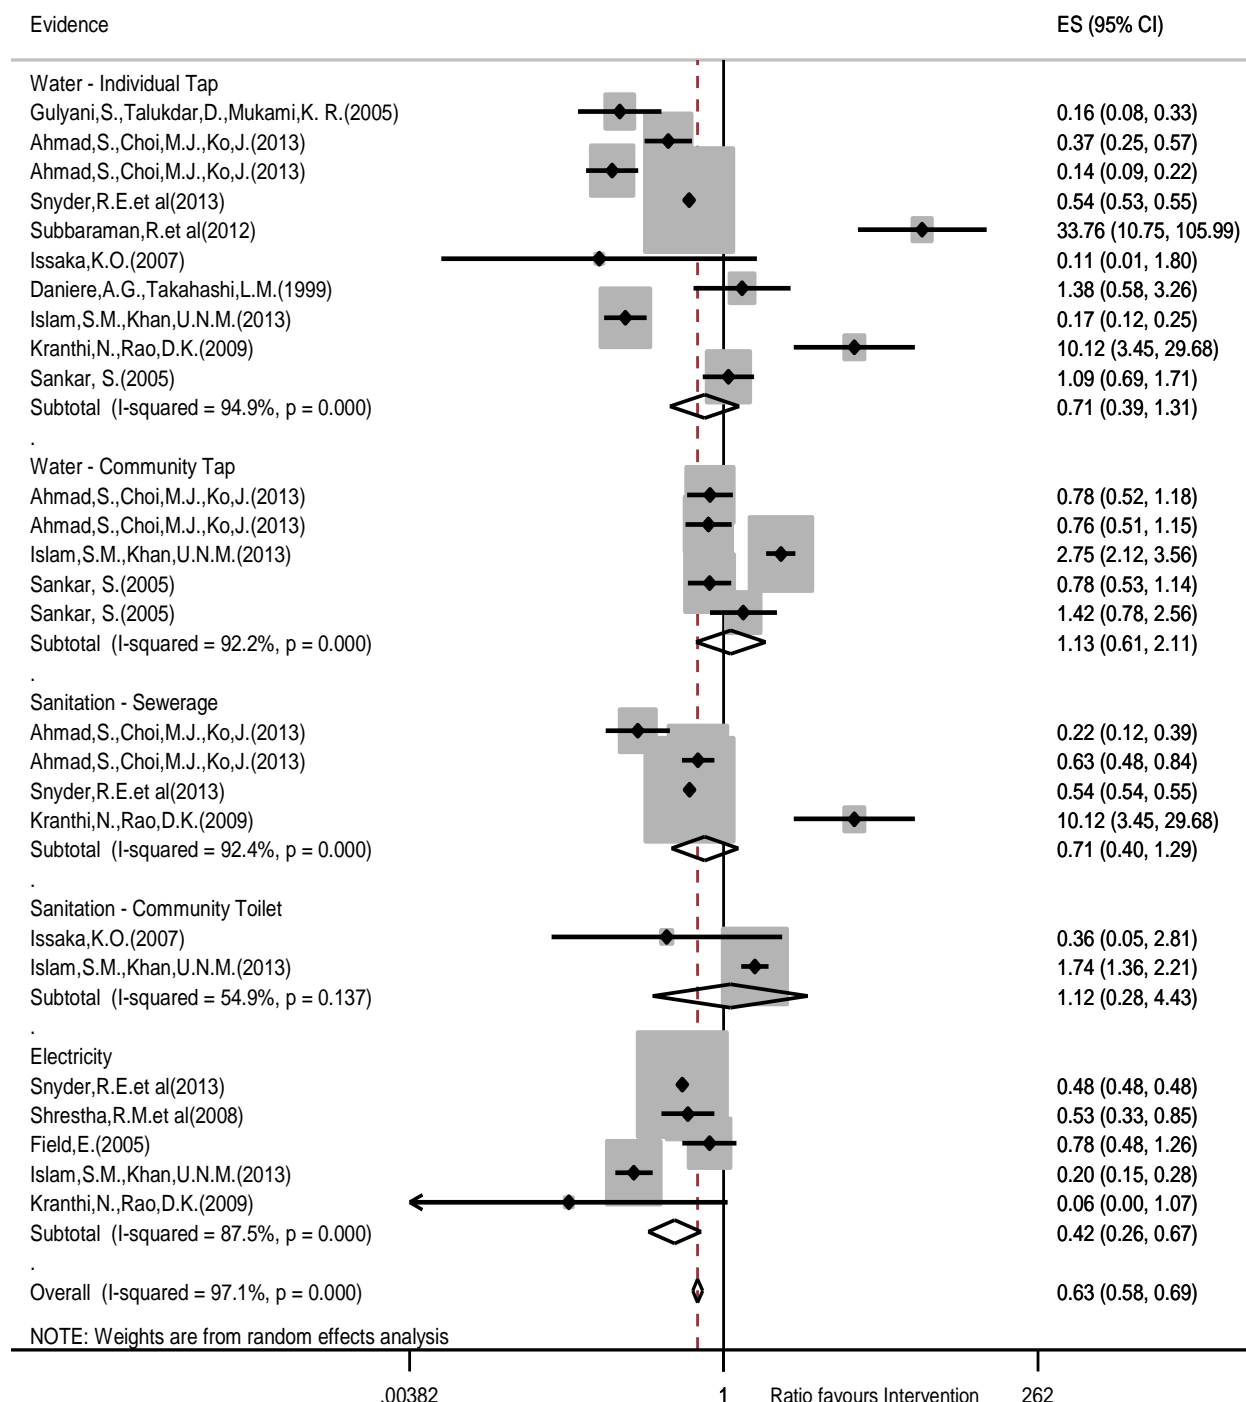 Evidence ES (95% CI)
Water - Individual Tap
Gulyani,S.,Talukdar,D.,Mukami,K. R.(2005) 0.16 (0.08, 0.33)
Ahmad,S.,Choi,M.J.,Ko,J.(2013) 0.37 (0.25, 0.57)
Ahmad,S.,Choi,M.J.,Ko,J.(2013) 0.14 (0.09, 0.22)
Snyder,R.E.et al(2013) 0.54 (0.53, 0.55)
Subbaraman,R.et al(2012) 33.76 (10.75, 105.99)
Issaka,K.O.(2007) 0.11 (0.01, 1.80)
Daniere,A.G.,Takahashi,L.M.(1999) 1.38 (0.58, 3.26)
Islam,S.M.,Khan,U.N.M.(2013) 0.17 (0.12, 0.25)
Kranthi,N.,Rao,D.K.(2009) 10.12 (3.45, 29.68)
Sankar, S.(2005) 1.09 (0.69, 1.71)
Subtotal (I-squared = 94.9%, p = 0.000) 0.71 (0.39, 1.31)
.
Water - Community Tap
Ahmad,S.,Choi,M.J.,Ko,J.(2013) 0.78 (0.52, 1.18)
Ahmad,S.,Choi,M.J.,Ko,J.(2013) 0.76 (0.51, 1.15)
Islam,S.M.,Khan,U.N.M.(2013) 2.75 (2.12, 3.56)
Sankar, S.(2005) 0.78 (0.53, 1.14)
Sankar, S.(2005) 1.42 (0.78, 2.56)
Subtotal (I-squared = 92.2%, p = 0.000) 1.13 (0.61, 2.11)
.
Sanitation - Sewerage
Ahmad,S.,Choi,M.J.,Ko,J.(2013) 0.22 (0.12, 0.39)
Ahmad,S.,Choi,M.J.,Ko,J.(2013) 0.63 (0.48, 0.84)
Snyder,R.E.et al(2013) 0.54 (0.54, 0.55)
Kranthi,N.,Rao,D.K.(2009) 10.12 (3.45, 29.68)
Subtotal (I-squared = 92.4%, p = 0.000) 0.71 (0.40, 1.29)
.
Sanitation - Community Toilet
Issaka,K.O.(2007) 0.36 (0.05, 2.81)
Islam,S.M.,Khan,U.N.M.(2013) 1.74 (1.36, 2.21)
Subtotal (I-squared = 54.9%, p = 0.137) 1.12 (0.28, 4.43)
.
Electricity
Snyder,R.E.et al(2013) 0.48 (0.48, 0.48)
Shrestha,R.M.et al(2008) 0.53 (0.33, 0.85)
Field,E.(2005) 0.78 (0.48, 1.26)
Islam,S.M.,Khan,U.N.M.(2013) 0.20 (0.15, 0.28)
Kranthi,N.,Rao,D.K.(2009) 0.06 (0.00, 1.07)
Subtotal (I-squared = 87.5%, p = 0.000) 0.42 (0.26, 0.67)
.
Overall (I-squared = 97.1%, p = 0.000) 0.63 (0.58, 0.69)
NOTE: Weights are from random effects analysis
.00382 1 Ratio favours Intervention 262